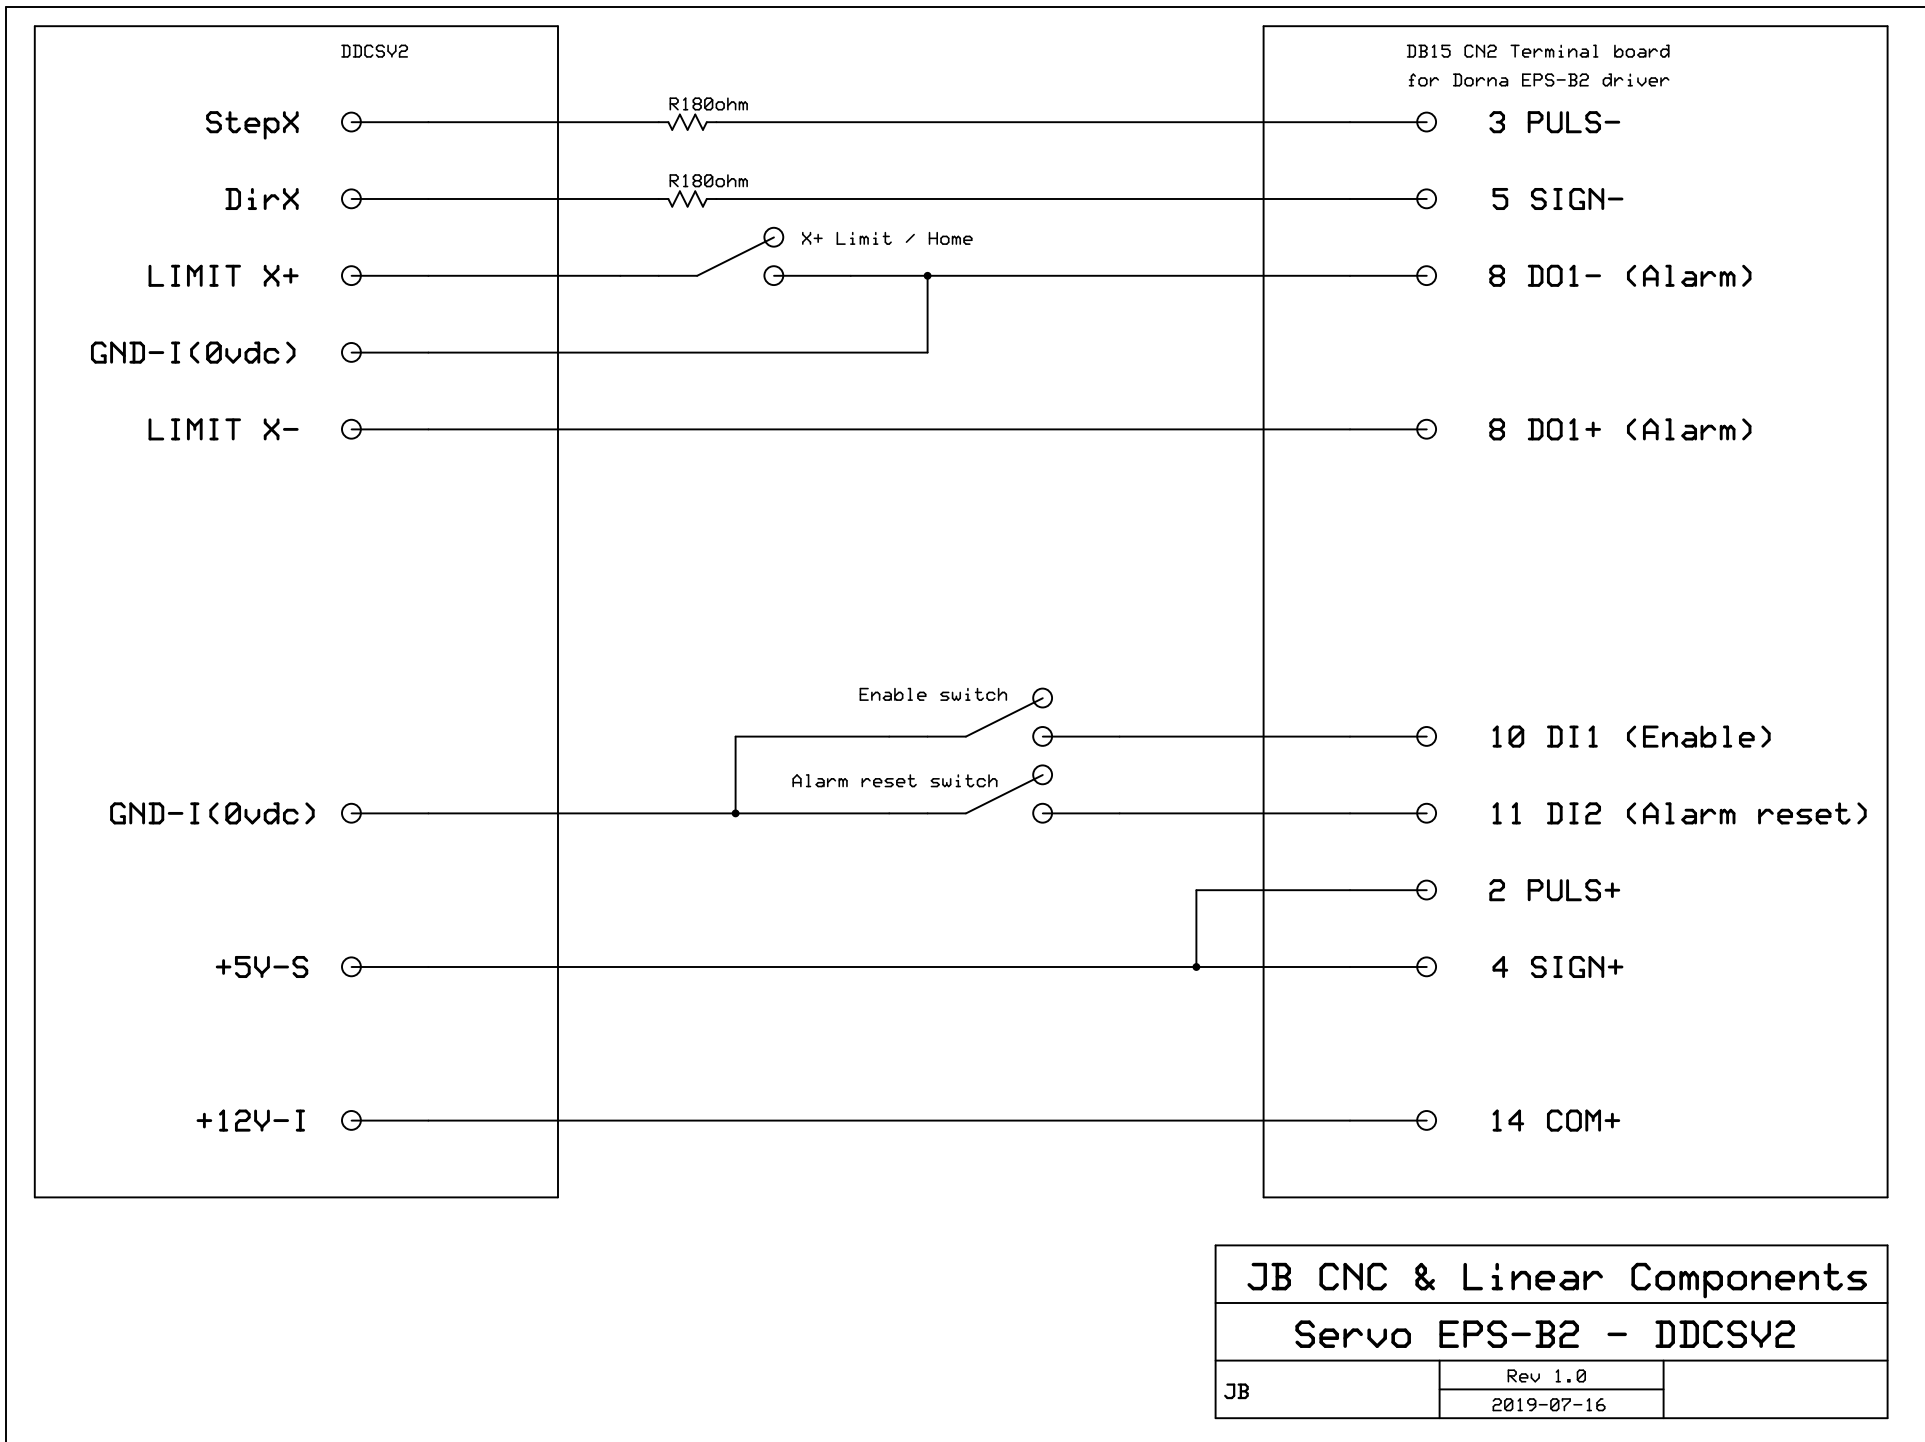 DDCSV2
DB15 CN2 Terminal board
for Dorna EPS-B2 driver
StepX
R180ohm
3 PULS-
DirX
R180ohm
5 SIGN-
X+ Limit / Home
LIMIT X+
8 DO1- (Alarm)
GND-I(0vdc)
LIMIT X-
8 DO1+ (Alarm)
Enable switch
10 DI1 (Enable)
Alarm reset switch
GND-I(0vdc)
11 DI2 (Alarm reset)
2 PULS+
+5V-S
4 SIGN+
+12V-I
14 COM+
JB CNC & Linear Components
Servo EPS-B2 - DDCSV2
JB
Rev 1.0
2019-07-16